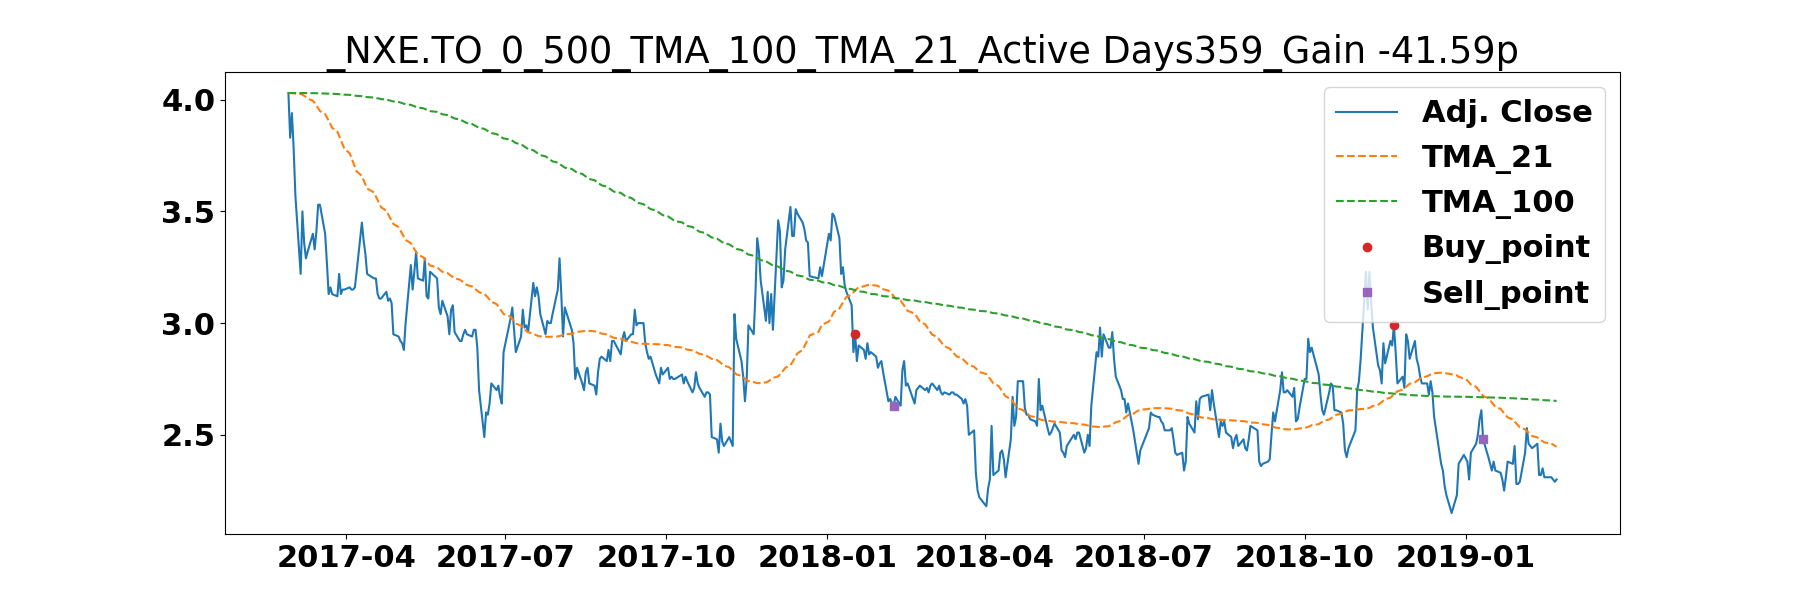 _NXE.TO_0_500_TMA_100_TMA_21_Active Days359_Gain -41.59p
4.0
3.5
3.0
2.5
Adj. Close
TMA_21
TMA_100
Buy_point
Sell_point
2017-04 2017-07 2017-10 2018-01 2018-04 2018-07 2018-10 2019-01